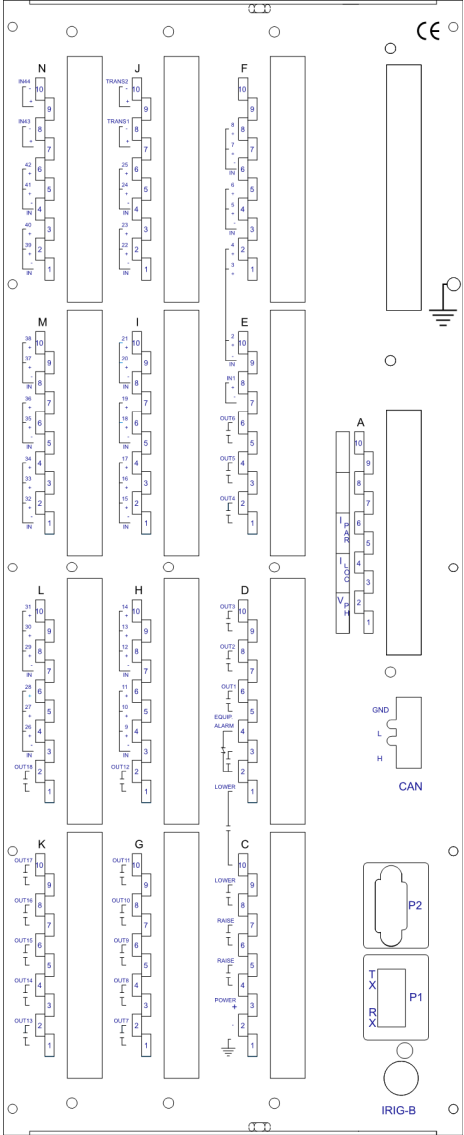 CE
N
IN44 -
+
IN43 -
+
42 +
41 +
-
IN
40 +
39 +
-
IN
10
9
8
7
6
5
4
3
2
1
J
TRANS2 -
+
TRANS1 -
+
25 +
24 +
-
IN
23 +
22 +
-
IN
10
9
8
7
6
5
4
3
2
1
F
8 +
7 +
-
IN
6 +
5 +
-
IN
4 +
3 +
10
9
8
7
6
5
4
3
2
1
M
38 +
37 +
-
IN
36 +
35 +
-
IN
34 +
33 +
32 +
-
IN
10
9
8
7
6
5
4
3
2
1
I
21 +
20 +
-
IN
19 +
18 +
-
IN
17 +
16 +
15 +
-
IN
10
9
8
7
6
5
4
3
2
1
E
2 +
-
IN
IN1 +
-
OUT6
OUT5
OUT4
10
9
8
7
6
5
4
3
2
1
A
I PAR
I LOC
V PH
10
9
8
7
6
5
4
3
2
1
L
31 +
30 +
29 +
-
IN
28 +
27 +
26 +
-
IN
OUT18
10
9
8
7
6
5
4
3
2
1
H
14 +
13 +
12 +
-
IN
11 +
10 +
9 +
-
IN
OUT12
10
9
8
7
6
5
4
3
2
1
D
OUT3
OUT2
OUT1
EQUIP.
ALARM
LOWER
10
9
8
7
6
5
4
3
2
1
GND
L
H
CAN
K
OUT17
OUT16
OUT15
OUT14
OUT13
10
9
8
7
6
5
4
3
2
1
G
OUT11
OUT10
OUT9
OUT8
OUT7
10
9
8
7
6
5
4
3
2
1
C
LOWER
RAISE
RAISE
POWER
+
-
10
9
8
7
6
5
4
3
2
1
P2
TX
RX
P1
IRIG-B